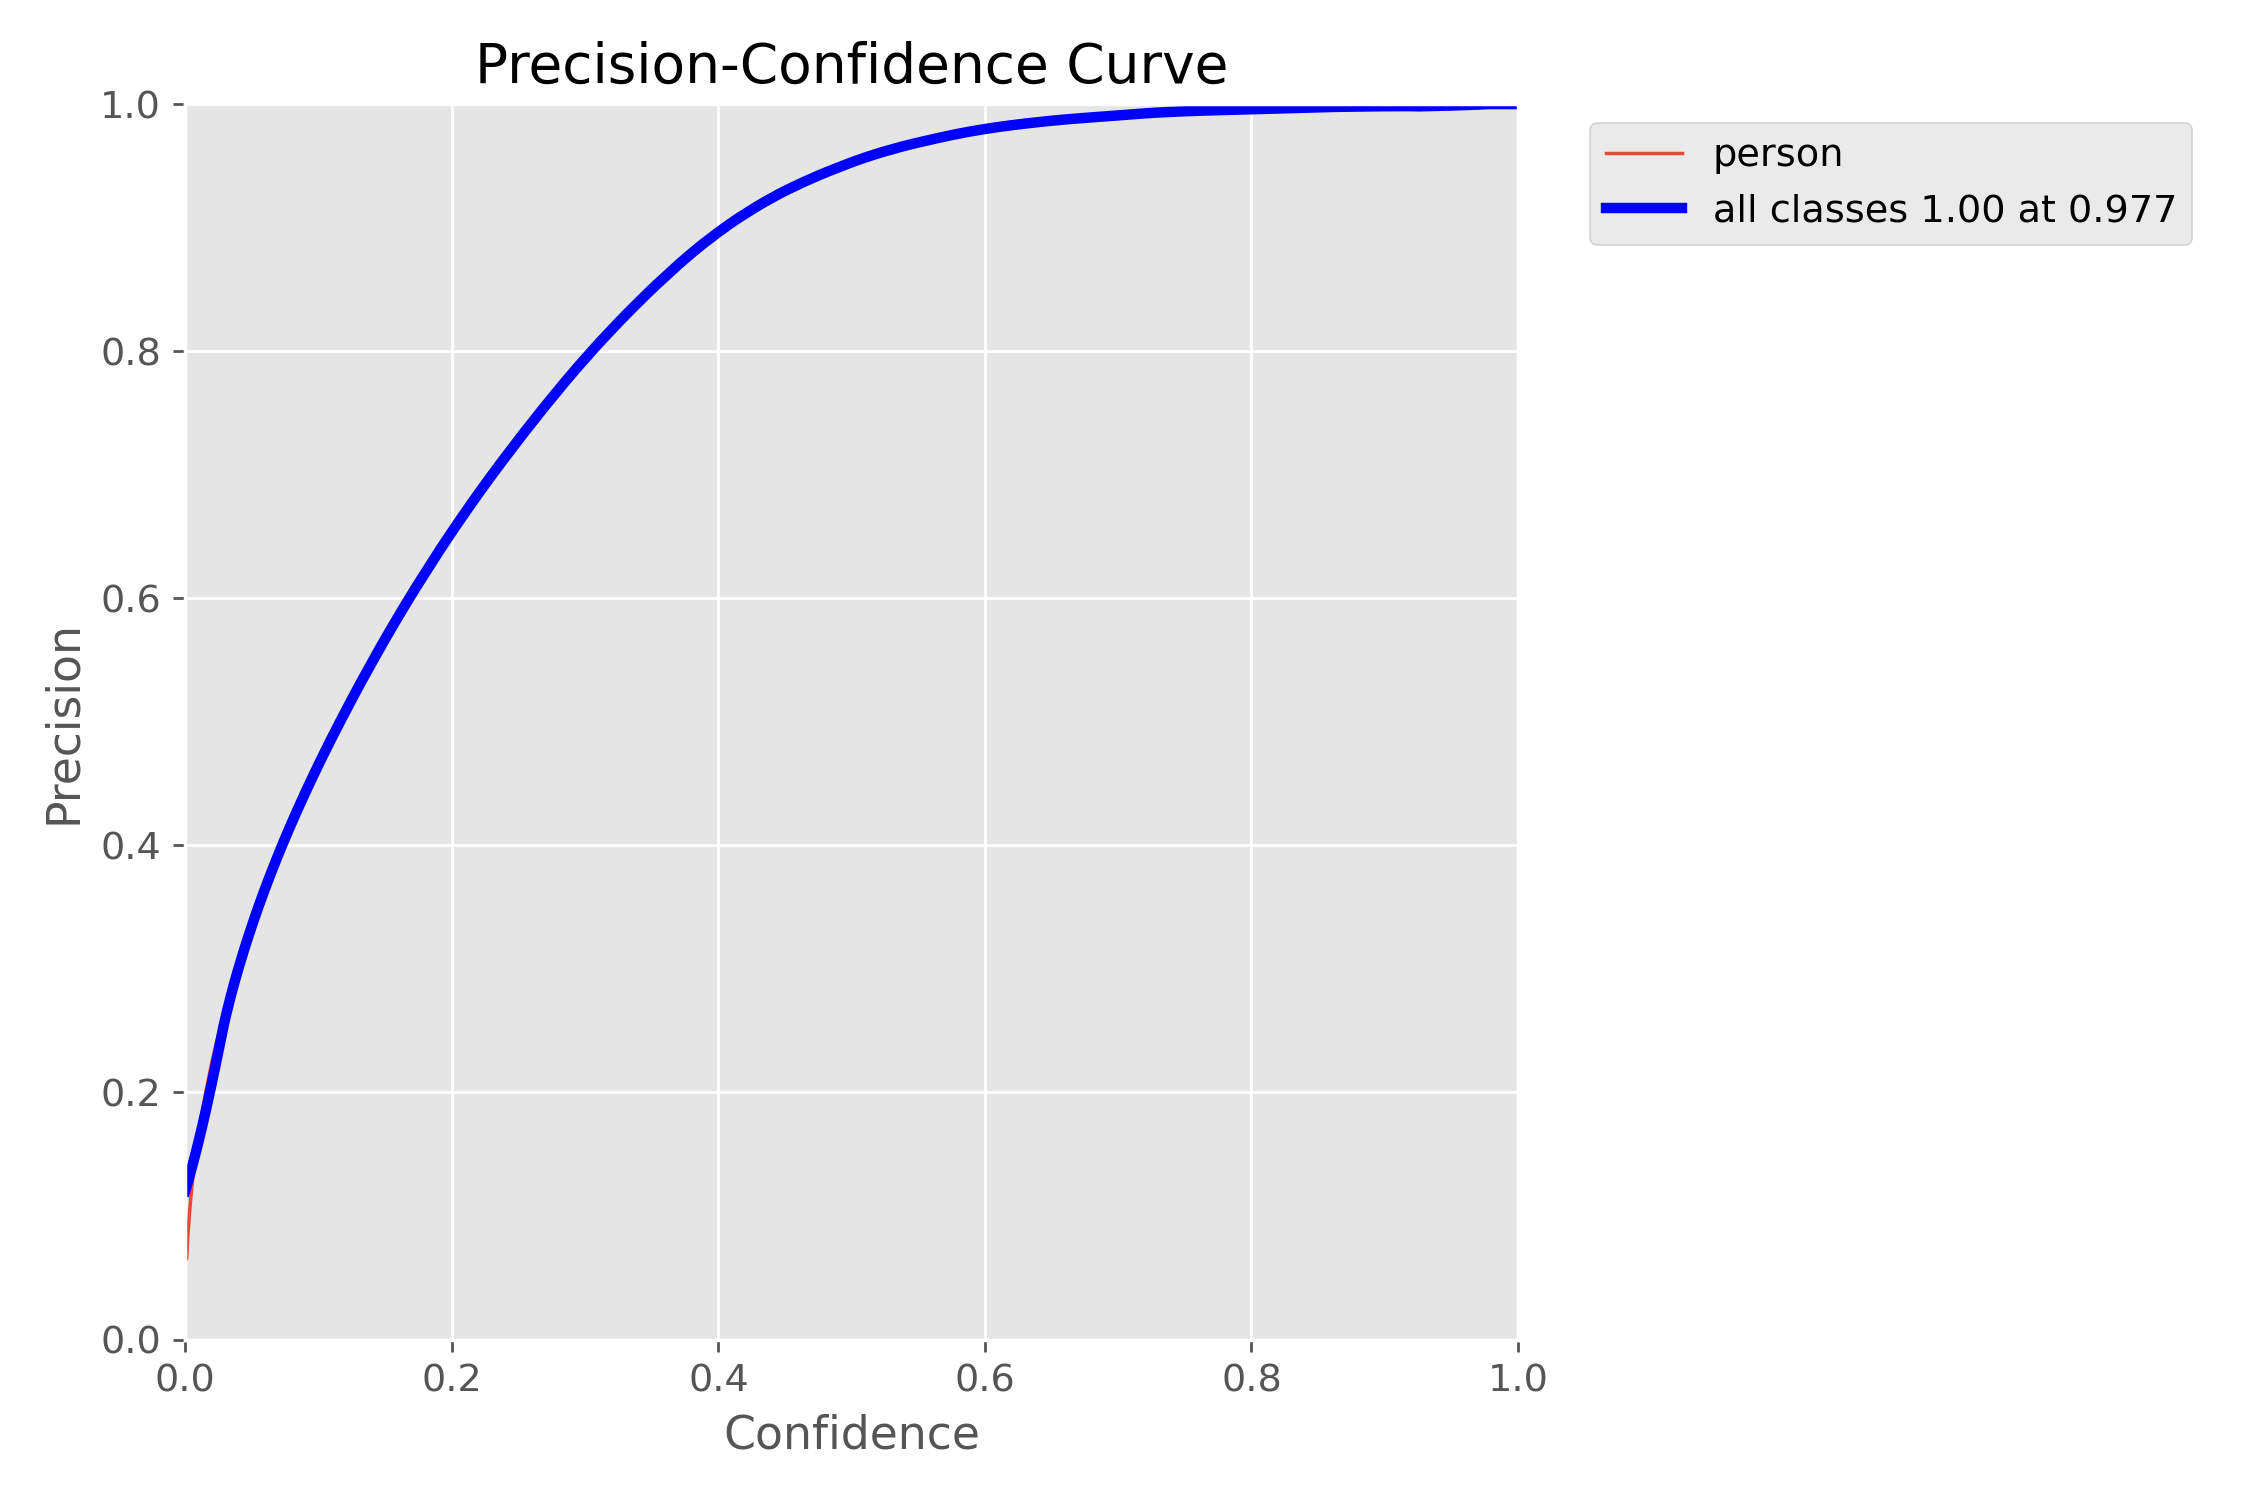 Precision-Confidence Curve
1.0
0.8
0.6
0.4
0.2
0.0
Precision
0.0 0.2 0.4 0.6 0.8 1.0
Confidence
person
all classes 1.00 at 0.977